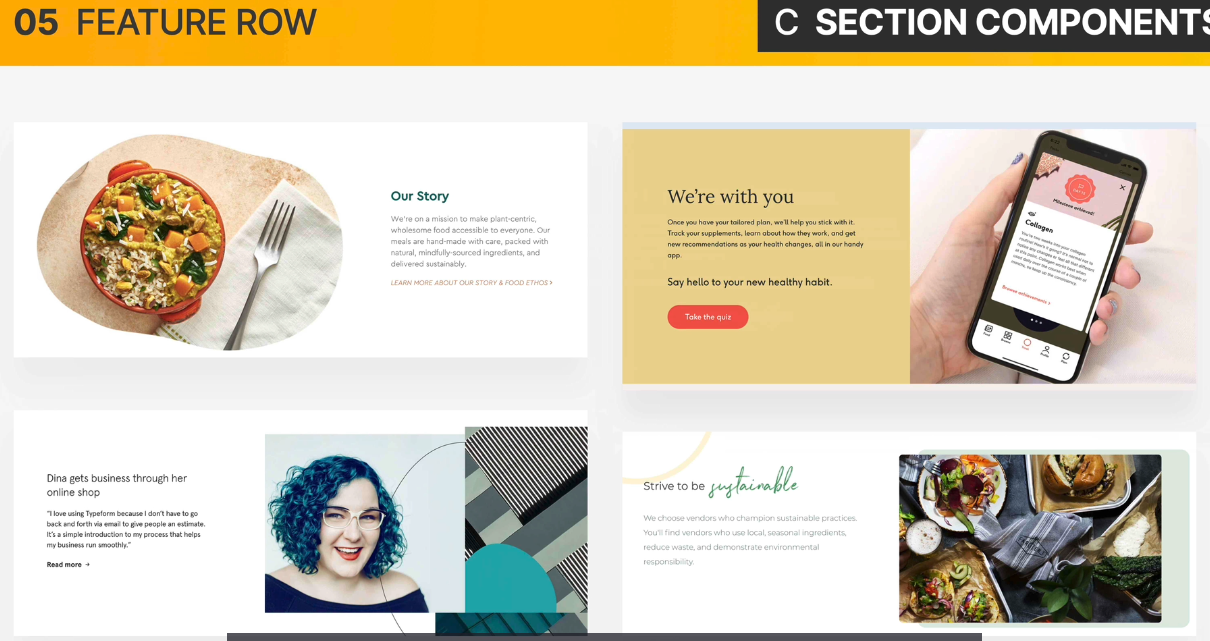 05 FEATURE ROW
C SECTION COMPONENTS
Our Story
We're on a mission to make plant-centric,
wholesome food accessible to everyone. Our
meals are hand-made with care, packed with
natural, mindfully-sourced ingredients, and
delivered sustainably.
LEARN MORE ABOUT OUR STORY & FOOD ETHOS ›
We're with you
Once you have your tailored plan, we'll help you stick with it.
Track your supplements, learn about how they work, and get
new recommendations as your health changes, all in our handy
app.
Say hello to your new healthy habit.
Take the quiz
Milestone achieved!
Collagen
Browse achievements ›
Dina gets business through her
online shop
"I love using Typeform because I don't have to go
back and forth via email to give people an estimate.
It's a simple introduction to my process that helps
my business run smoothly."
Read more →
Strive to be sustainable
We choose vendors who champion sustainable practices.
You'll find vendors who use local, seasonal ingredients,
reduce waste, and demonstrate environmental
responsibility.